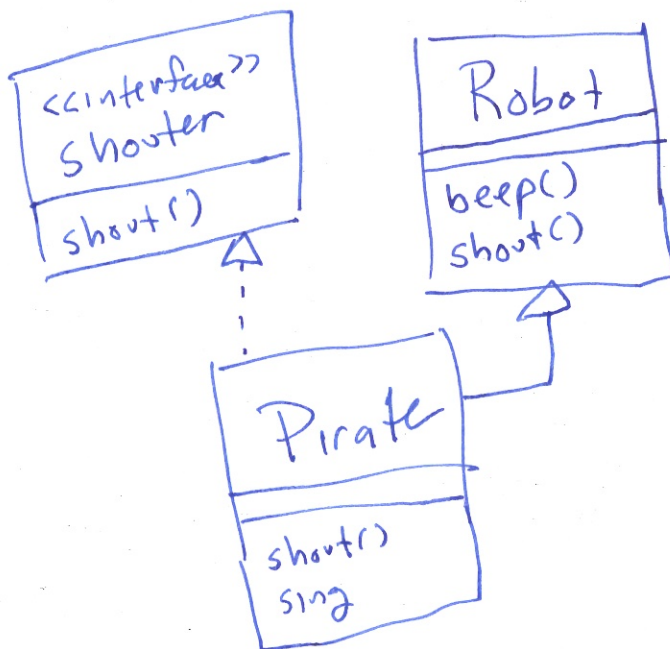 <<interface>>
Shouter
shout()
Robot
beep()
shout()
Pirate
shout()
sing